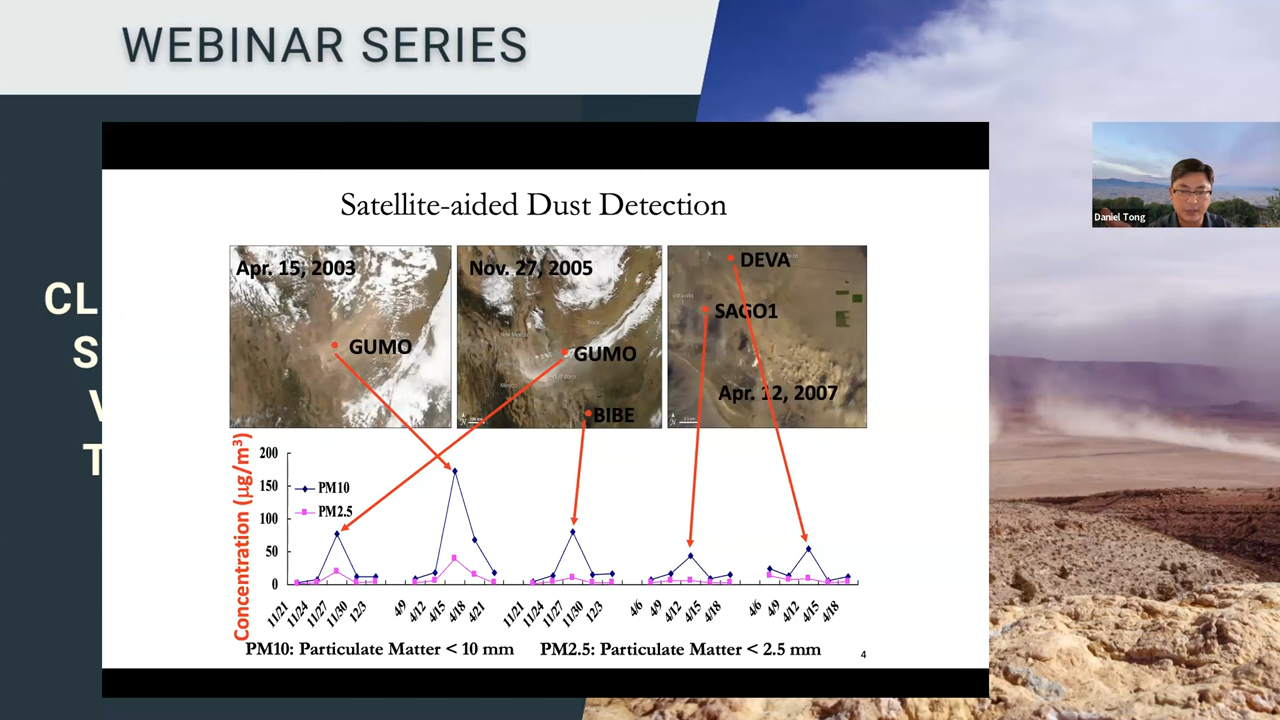 WEBINAR SERIES
CL
S
V
T
Daniel Tong
Satellite-aided Dust Detection
Apr. 15, 2003
GUMO
Nov. 27, 2005
GUMO
BIBE
DEVA
SAGO1
Apr. 12, 2007
Concentration (µg/m³)
200
150
100
50
0
PM10
PM2.5
11/21 11/24 11/27 11/30 12/3 4/9 4/12 4/15 4/18 4/21 11/21 11/24 11/27 11/30 12/3 4/6 4/9 4/12 4/15 4/18 4/6 4/9 4/12 4/15 4/18
PM10: Particulate Matter < 10 mm PM2.5: Particulate Matter < 2.5 mm
4